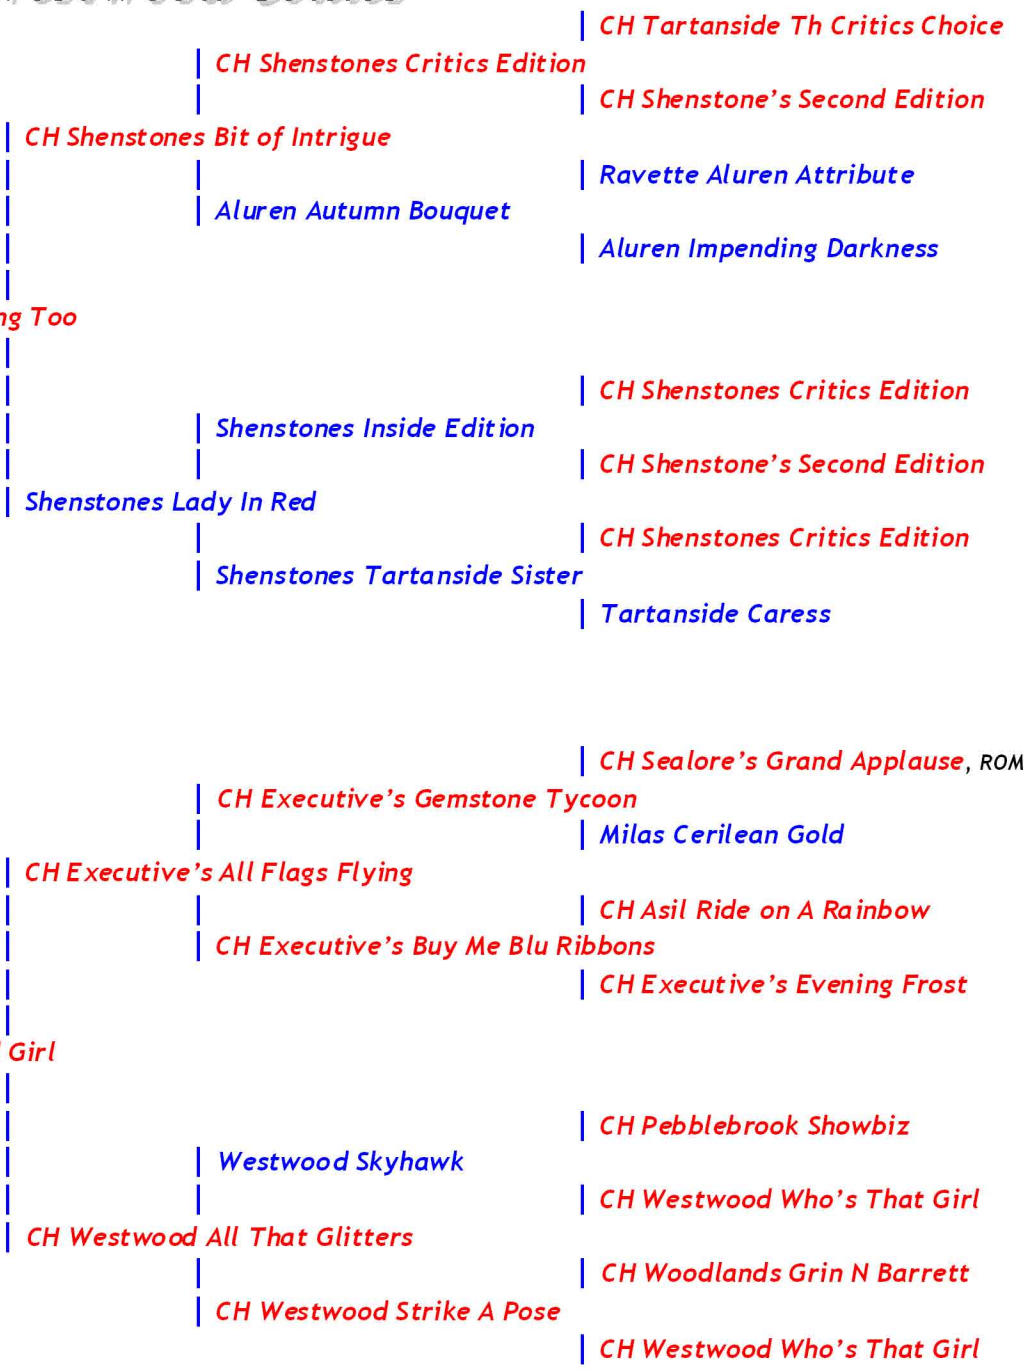 CH Tartanside Th Critics Choice
CH Shenstones Critics Edition
CH Shenstone's Second Edition
CH Shenstones Bit of Intrigue
Ravette Aluren Attribute
Aluren Autumn Bouquet
Aluren Impending Darkness
Too
CH Shenstones Critics Edition
Shenstones Inside Edition
CH Shenstone's Second Edition
Shenstones Lady In Red
CH Shenstones Critics Edition
Shenstones Tartanside Sister
Tartanside Caress
CH Sealore's Grand Applause, ROM
CH Executive's Gemstone Tycoon
Milas Cerilean Gold
CH Executive's All Flags Flying
CH Asil Ride on A Rainbow
CH Executive's Buy Me Blu Ribbons
CH Executive's Evening Frost
Girl
CH Pebblebrook Showbiz
Westwood Skyhawk
CH Westwood Who's That Girl
CH Westwood All That Glitters
CH Woodlands Grin N Barrett
CH Westwood Strike A Pose
CH Westwood Who's That Girl